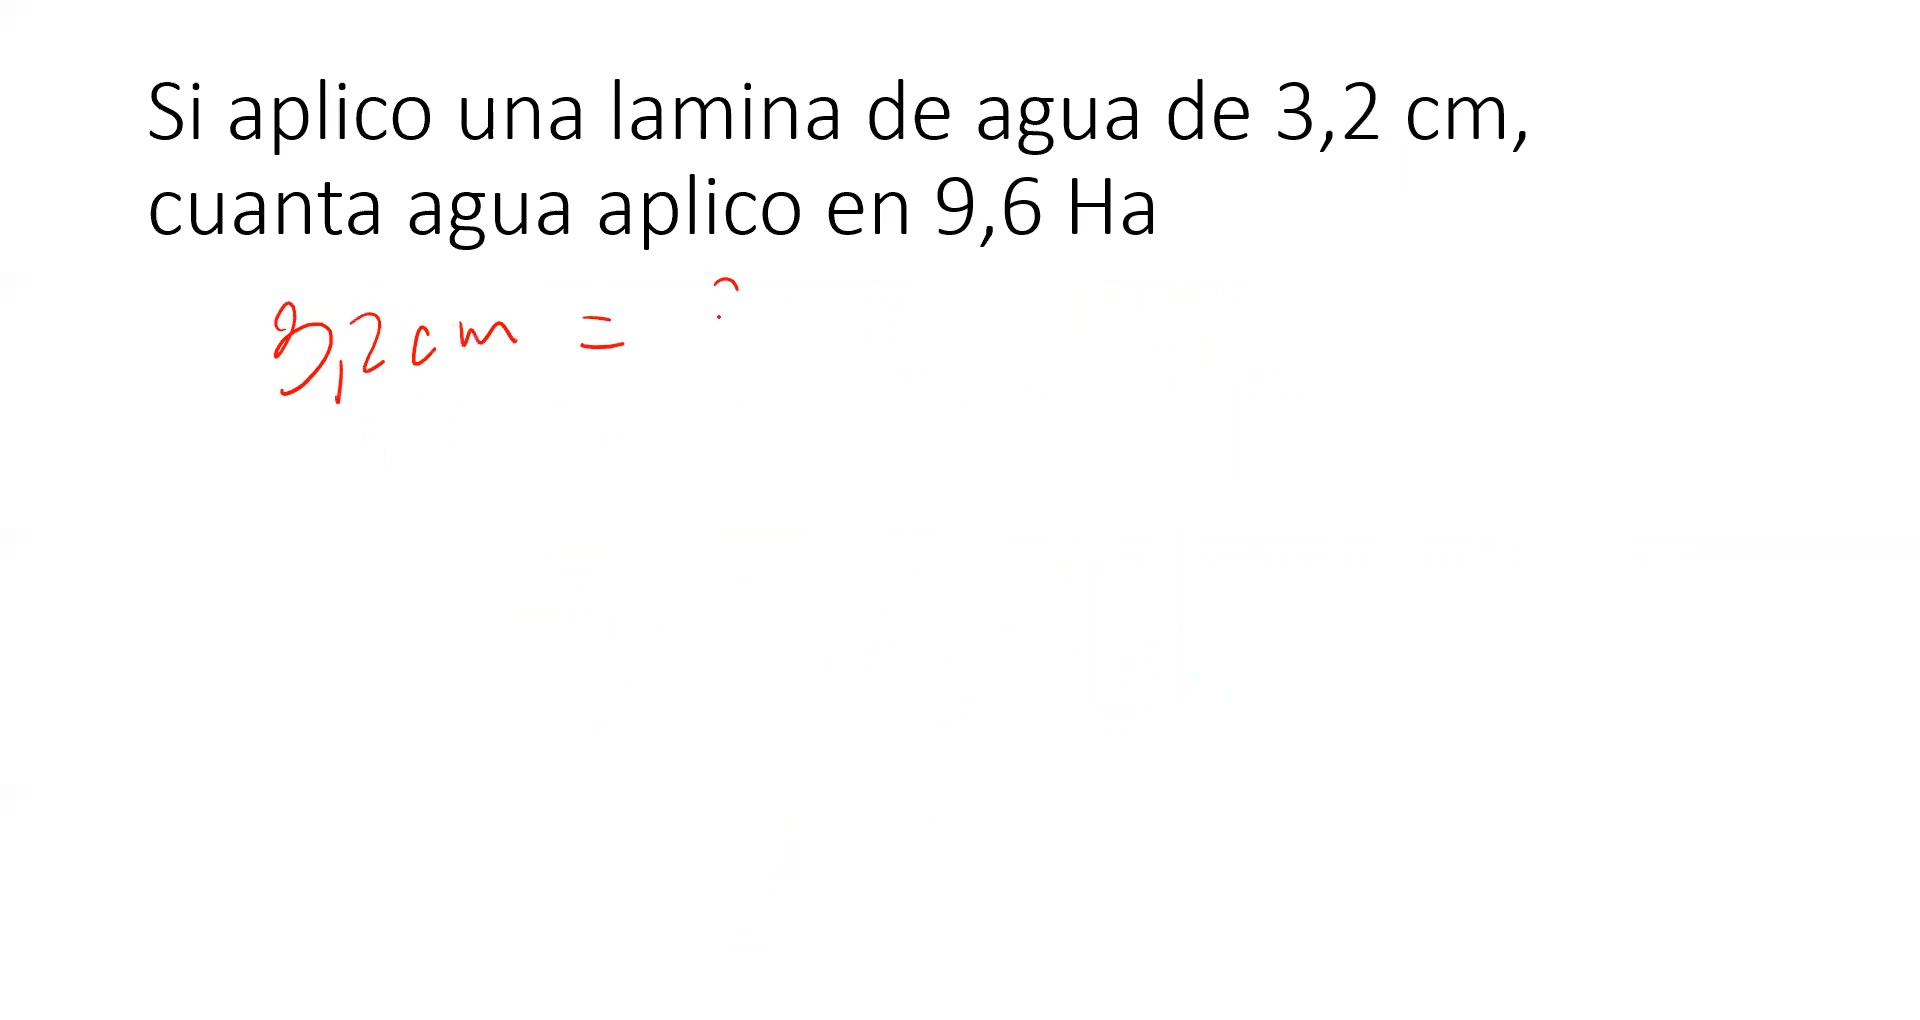 Si aplico una lamina de agua de 3,2 cm,
cuanta agua aplico en 9,6 Ha
3,2 cm = ?